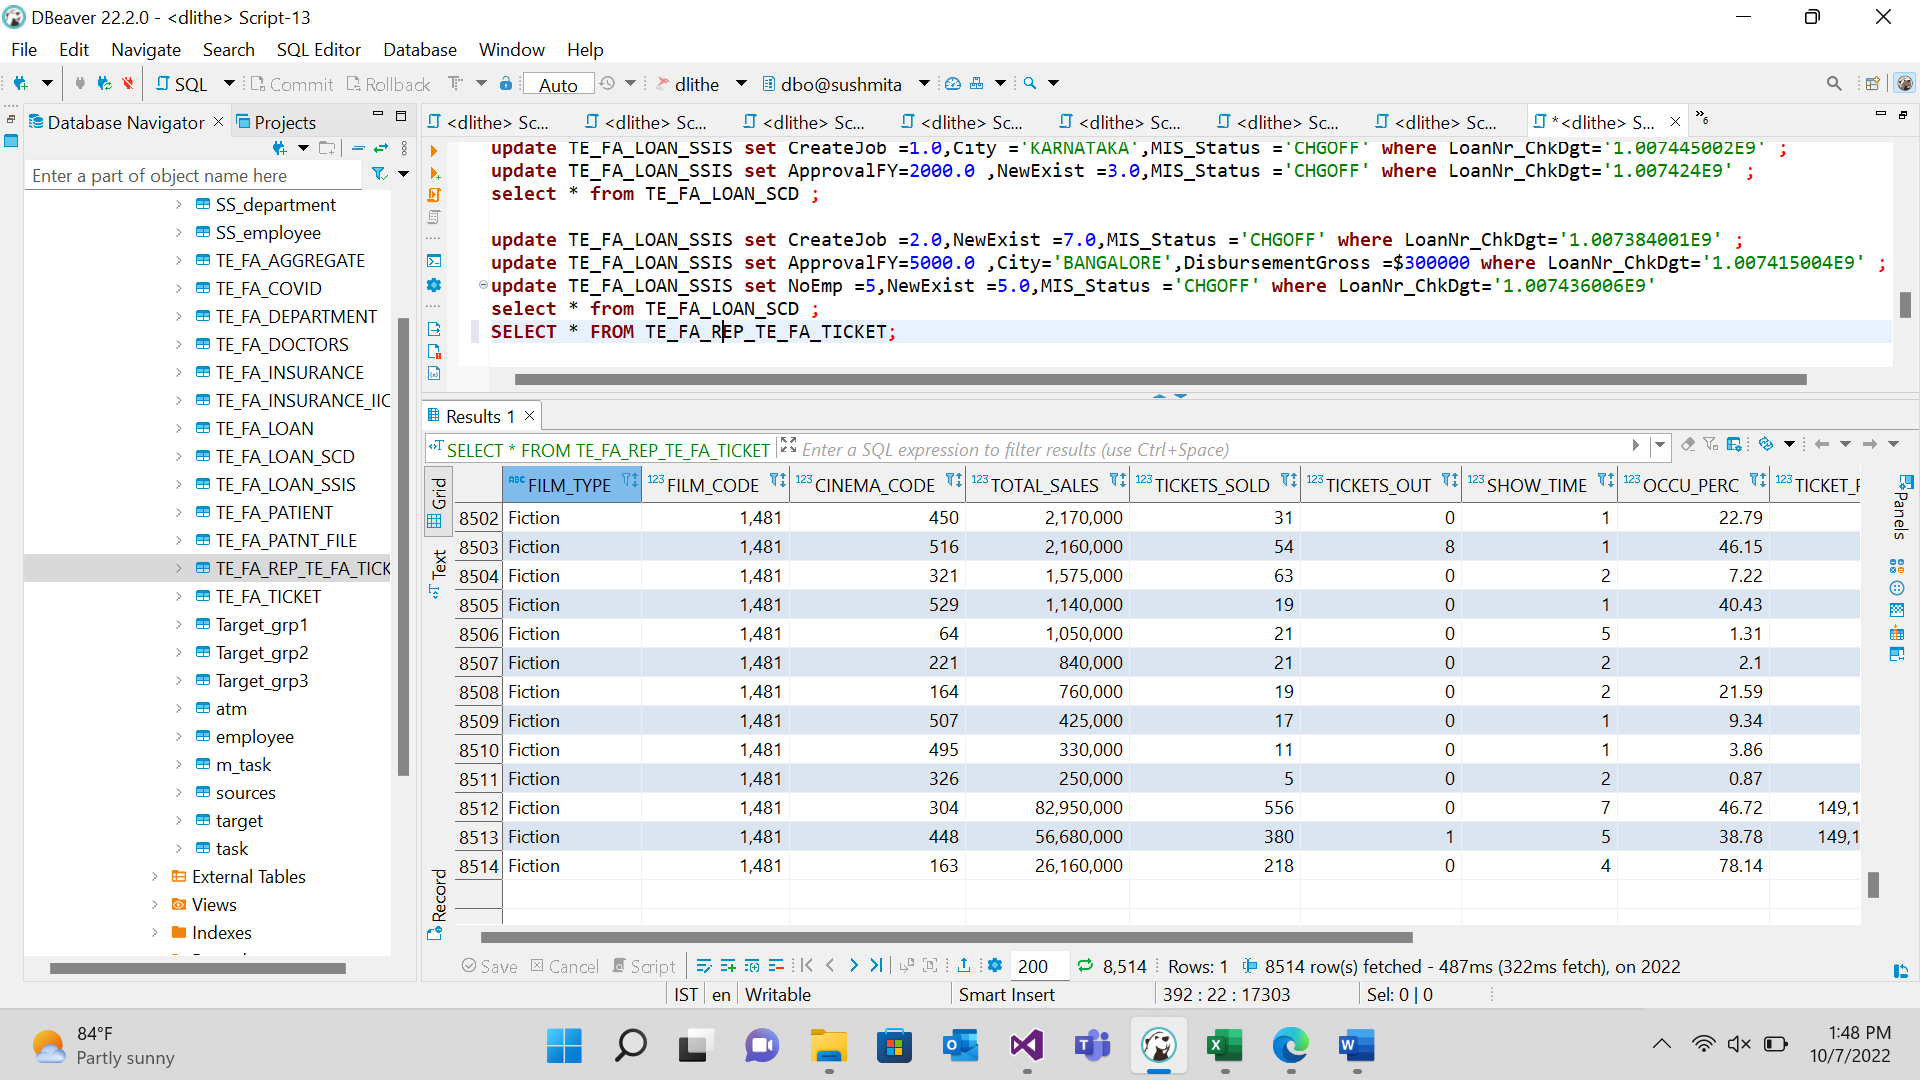 DBeaver 22.2.0 - <dlithe> Script-13
File Edit Navigate Search SQL Editor Database Window Help
SQL Commit Rollback Auto dlithe dbo@sushmita
Database Navigator Projects
Enter a part of object name here
SS_department
SS_employee
TE_FA_AGGREGATE
TE_FA_COVID
TE_FA_DEPARTMENT
TE_FA_DOCTORS
TE_FA_INSURANCE
TE_FA_INSURANCE_IIC
TE_FA_LOAN
TE_FA_LOAN_SCD
TE_FA_LOAN_SSIS
TE_FA_PATIENT
TE_FA_PATNT_FILE
TE_FA_REP_TE_FA_TICK
TE_FA_TICKET
Target_grp1
Target_grp2
Target_grp3
atm
employee
m_task
sources
target
task
External Tables
Views
Indexes
<dlithe> Sc... <dlithe> Sc... <dlithe> Sc... <dlithe> Sc... <dlithe> Sc... <dlithe> Sc... <dlithe> Sc... *<dlithe> S... »6
update TE_FA_LOAN_SSIS set CreateJob =1.0,City ='KARNATAKA',MIS_Status ='CHGOFF' where LoanNr_ChkDgt='1.007445002E9' ;
update TE_FA_LOAN_SSIS set ApprovalFY=2000.0 ,NewExist =3.0,MIS_Status ='CHGOFF' where LoanNr_ChkDgt='1.007424E9' ;
select * from TE_FA_LOAN_SCD ;
update TE_FA_LOAN_SSIS set CreateJob =2.0,NewExist =7.0,MIS_Status ='CHGOFF' where LoanNr_ChkDgt='1.007384001E9' ;
update TE_FA_LOAN_SSIS set ApprovalFY=5000.0 ,City='BANGALORE',DisbursementGross =$300000 where LoanNr_ChkDgt='1.007415004E9' ;
update TE_FA_LOAN_SSIS set NoEmp =5,NewExist =5.0,MIS_Status ='CHGOFF' where LoanNr_ChkDgt='1.007436006E9'
select * from TE_FA_LOAN_SCD ;
SELECT * FROM TE_FA_REP_TE_FA_TICKET;
Results 1
SELECT * FROM TE_FA_REP_TE_FA_TICKET Enter a SQL expression to filter results (use Ctrl+Space)
Grid
Text
Record
ABC FILM_TYPE 123 FILM_CODE 123 CINEMA_CODE 123 TOTAL_SALES 123 TICKETS_SOLD 123 TICKETS_OUT 123 SHOW_TIME 123 OCCU_PERC 123 TICKET_P
8502 Fiction 1,481 450 2,170,000 31 0 1 22.79
8503 Fiction 1,481 516 2,160,000 54 8 1 46.15
8504 Fiction 1,481 321 1,575,000 63 0 2 7.22
8505 Fiction 1,481 529 1,140,000 19 0 1 40.43
8506 Fiction 1,481 64 1,050,000 21 0 5 1.31
8507 Fiction 1,481 221 840,000 21 0 2 2.1
8508 Fiction 1,481 164 760,000 19 0 2 21.59
8509 Fiction 1,481 507 425,000 17 0 1 9.34
8510 Fiction 1,481 495 330,000 11 0 1 3.86
8511 Fiction 1,481 326 250,000 5 0 2 0.87
8512 Fiction 1,481 304 82,950,000 556 0 7 46.72 149,1
8513 Fiction 1,481 448 56,680,000 380 1 5 38.78 149,1
8514 Fiction 1,481 163 26,160,000 218 0 4 78.14
Panels
Save Cancel Script 200 8,514 Rows: 1 8514 row(s) fetched - 487ms (322ms fetch), on 2022
IST en Writable Smart Insert 392 : 22 : 17303 Sel: 0 | 0
84°F
Partly sunny
1:48 PM
10/7/2022